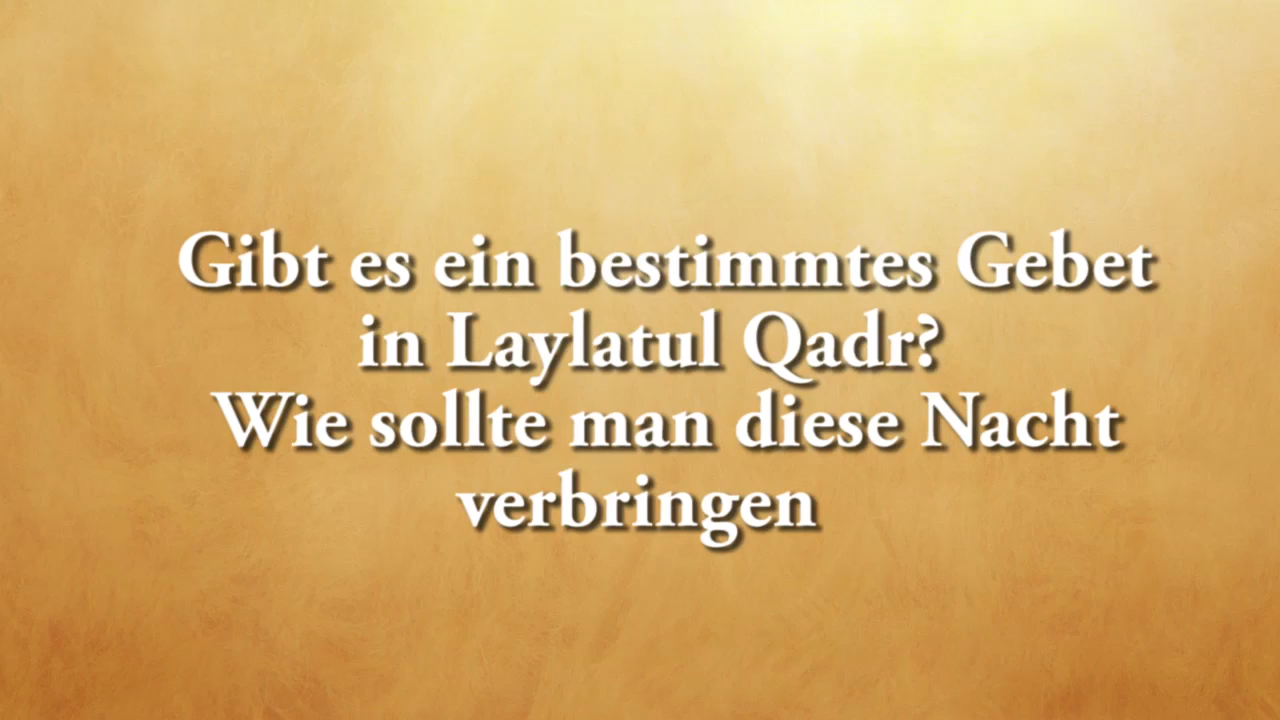 Gibt es ein bestimmtes Gebet
in Laylatul Qadr?
Wie sollte man diese Nacht
verbringen